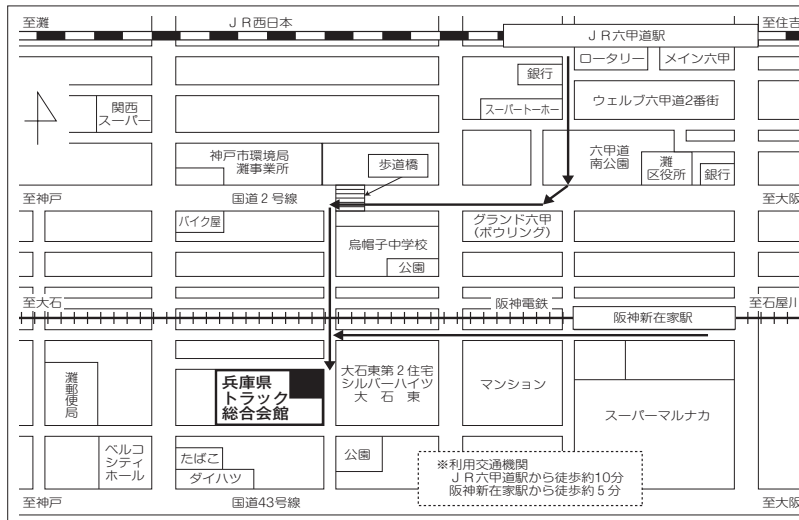 至灘
JR西日本
JR六甲道駅
至住吉
ロータリー
メイン六甲
銀行
関西
スーパー
スーパートーホー
ウェルブ六甲道2番街
神戸市環境局
灘事業所
歩道橋
六甲道
南公園
灘
区役所
銀行
至神戸
国道2号線
至大阪
バイク屋
グランド六甲
(ボウリング)
烏帽子中学校
公園
至大石
阪神電鉄
至石屋川
阪神新在家駅
灘郵便局
兵庫県
トラック
総合会館
大石東第2住宅
シルバーハイツ
大石東
マンション
スーパーマルナカ
ベルコ
シティ
ホール
たばこ
ダイハツ
公園
※利用交通機関
JR六甲道駅から徒歩約10分
阪神新在家駅から徒歩約5分
至神戸
国道43号線
至大阪